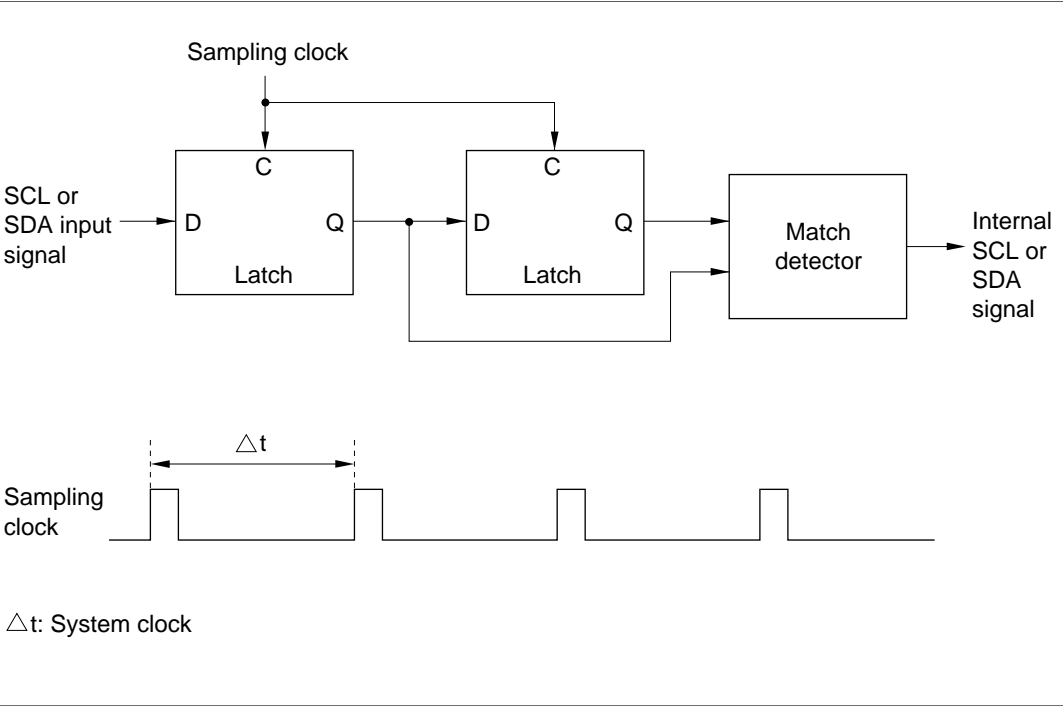 Sampling clock
C
C
SCL or
SDA input
signal
D
Q
Latch
D
Q
Latch
Match
detector
Internal
SCL or
SDA
signal
△t
Sampling
clock
△t: System clock